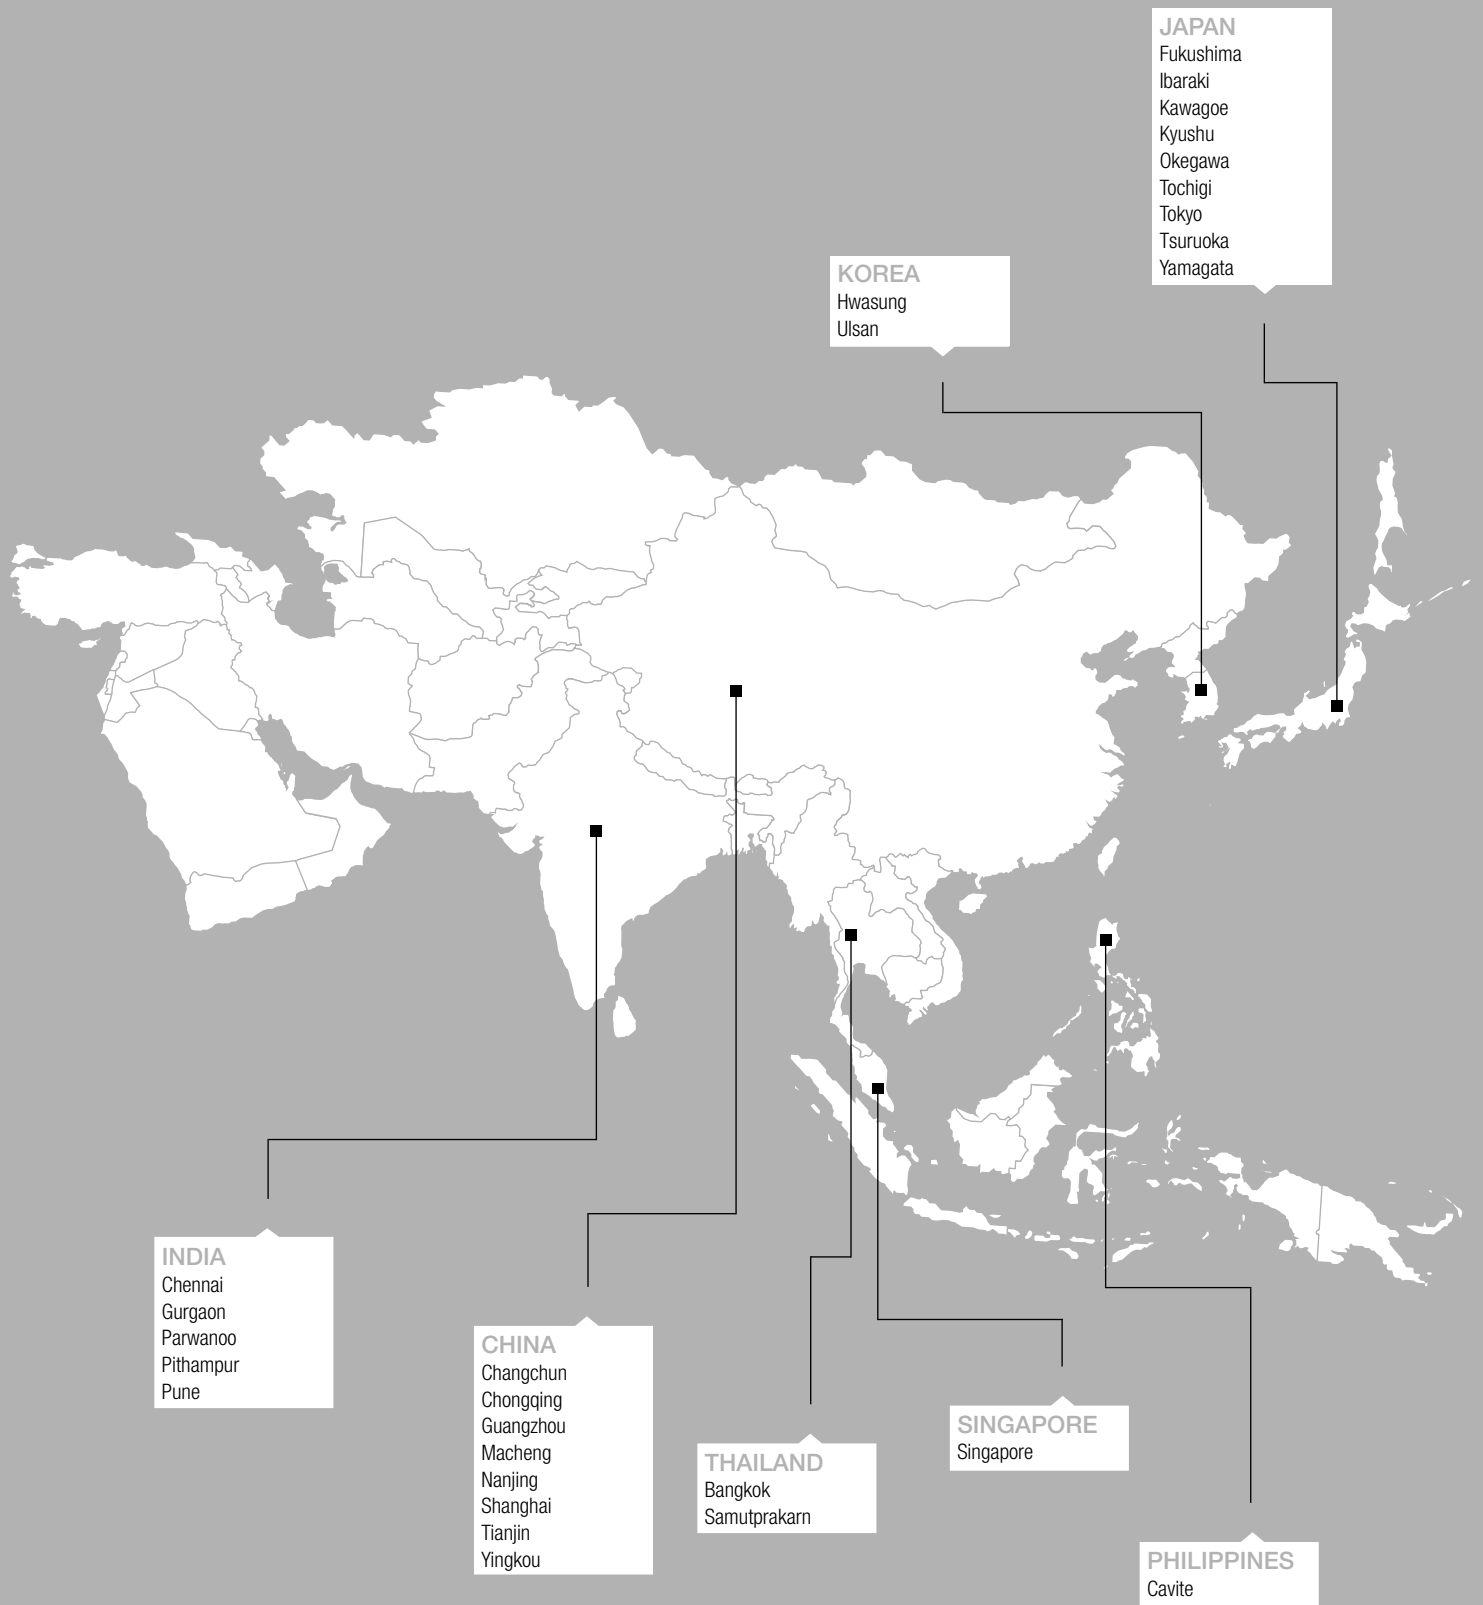 JAPAN
Fukushima
Ibaraki
Kawagoe
Kyushu
Okegawa
Tochigi
Tokyo
Tsuruoka
Yamagata
KOREA
Hwasung
Ulsan
INDIA
Chennai
Gurgaon
Parwanoo
Pithampur
Pune
CHINA
Changchun
Chongqing
Guangzhou
Macheng
Nanjing
Shanghai
Tianjin
Yingkou
THAILAND
Bangkok
Samutprakarn
SINGAPORE
Singapore
PHILIPPINES
Cavite